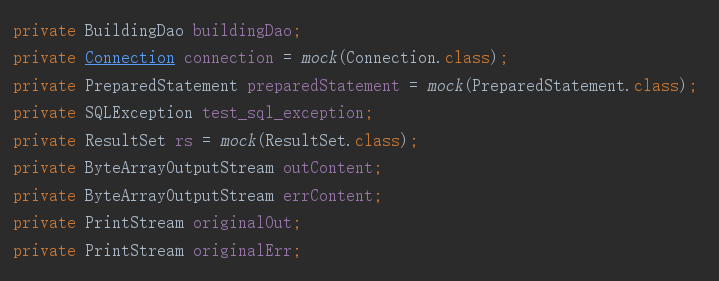 private BuildingDao buildingDao;
private Connection connection = mock(Connection.class);
private PreparedStatement preparedStatement = mock(PreparedStatement.class);
private SQLException test_sql_exception;
private ResultSet rs = mock(ResultSet.class);
private ByteArrayOutputStream outContent;
private ByteArrayOutputStream errContent;
private PrintStream originalOut;
private PrintStream originalErr;